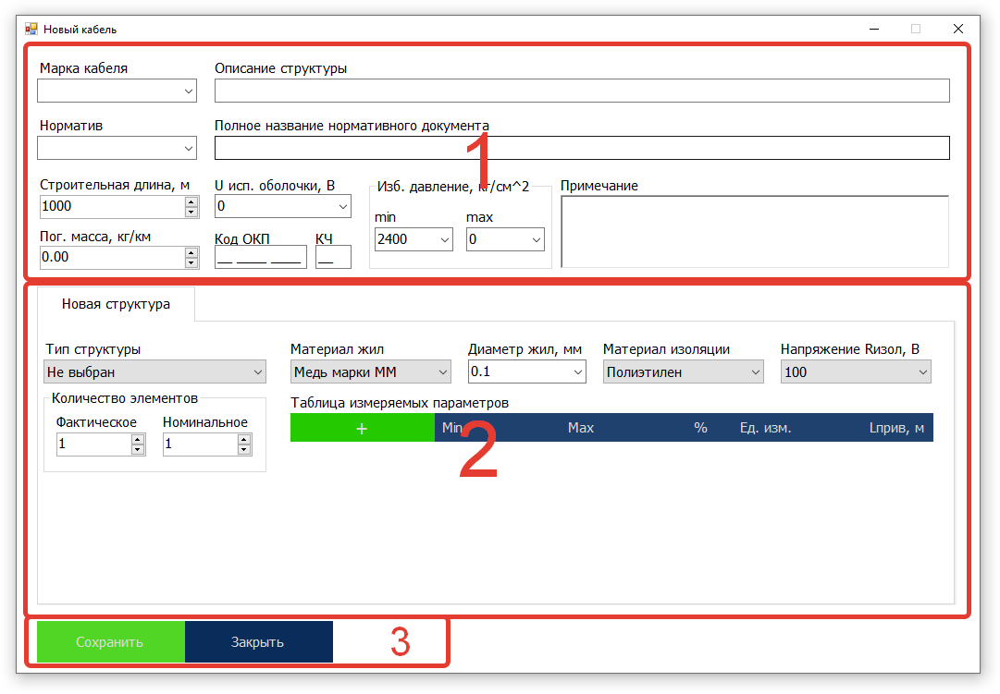 Новый кабель
Марка кабеля Описание структуры
Норматив Полное название нормативного документа
1
Строительная длина, м U исп. оболочки, В Изб. давление, кг/см^2 Примечание
1000 0
min max
Пог. масса, кг/км Код ОКП КЧ 2400 0
0.00 __ ____ ____ __
Новая структура
Тип структуры Материал жил Диаметр жил, мм Материал изоляции Напряжение Rизол, В
Не выбран Медь марки ММ 0.1 Полиэтилен 100
Количество элементов Таблица измеряемых параметров
Фактическое Номинальное + Min Max % Ед. изм. Lприв, м
1 1
2
Сохранить Закрыть 3